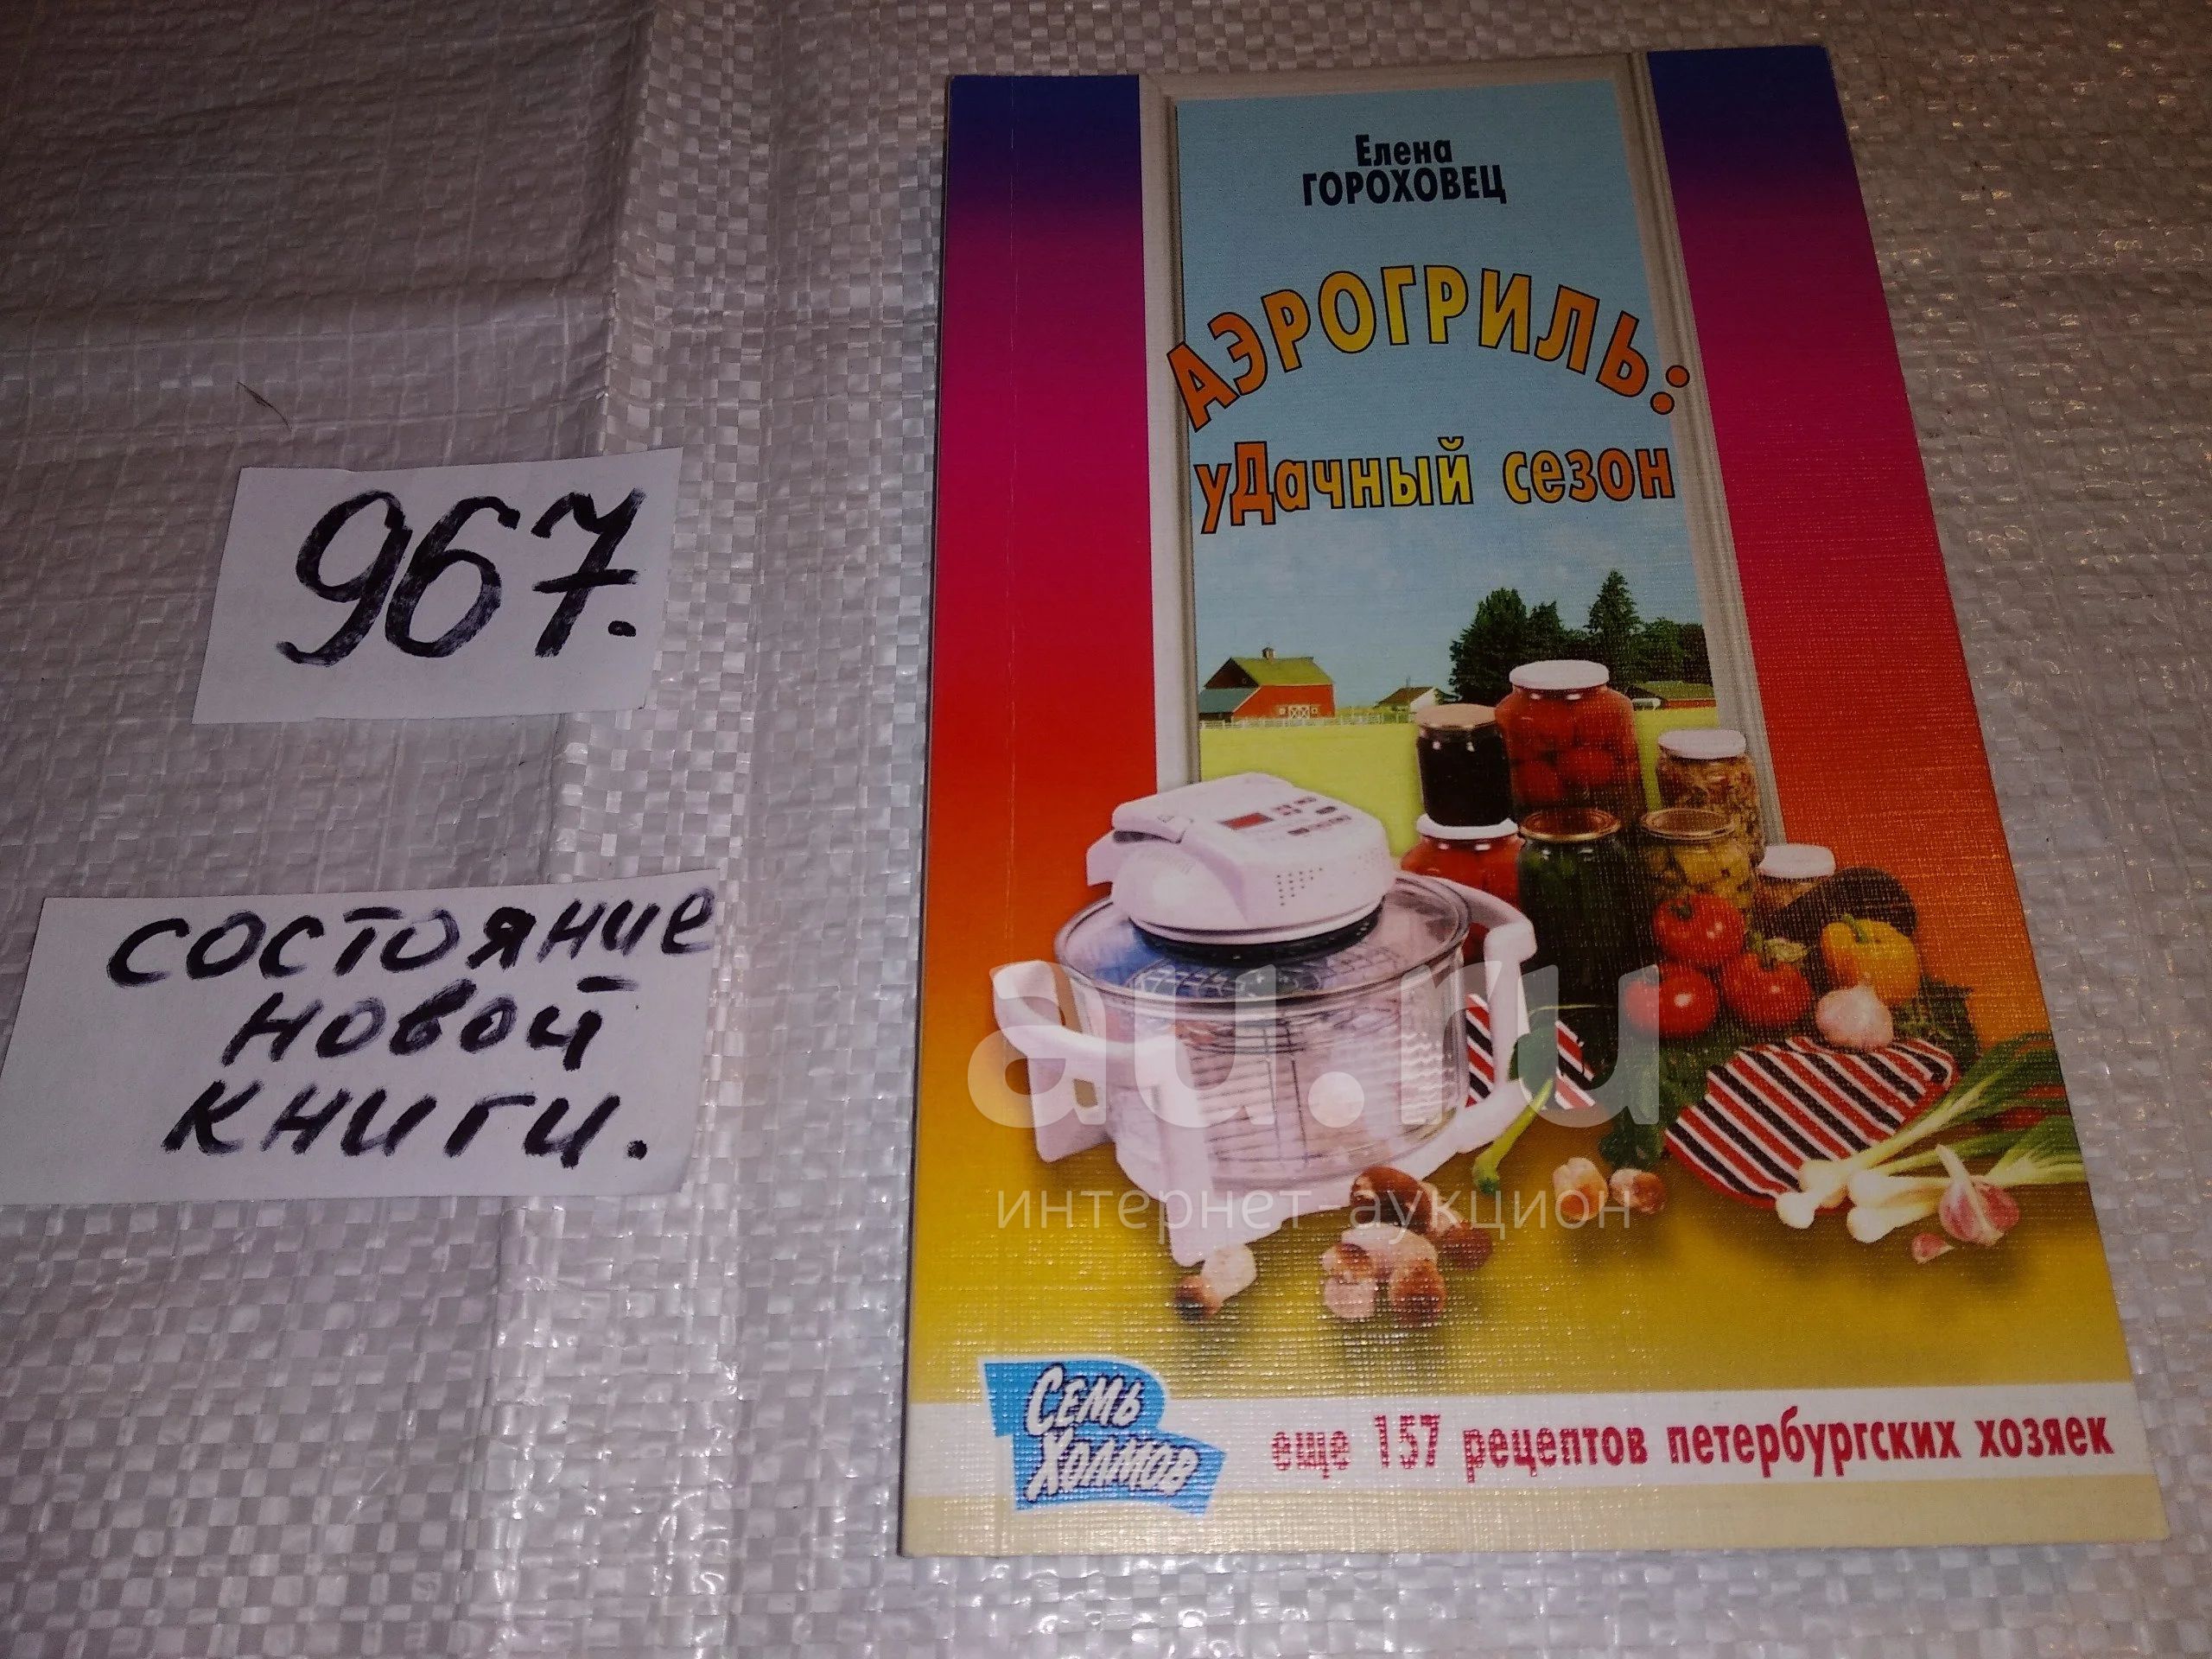 967.
состояние
новой
книги.
Елена
ГОРОХОВЕЦ
АЭРОГРИЛЬ:
уДачный сезон
au.ru
интернет-аукцион
Семь
Холмов
еще 157 рецептов петербургских хозяек